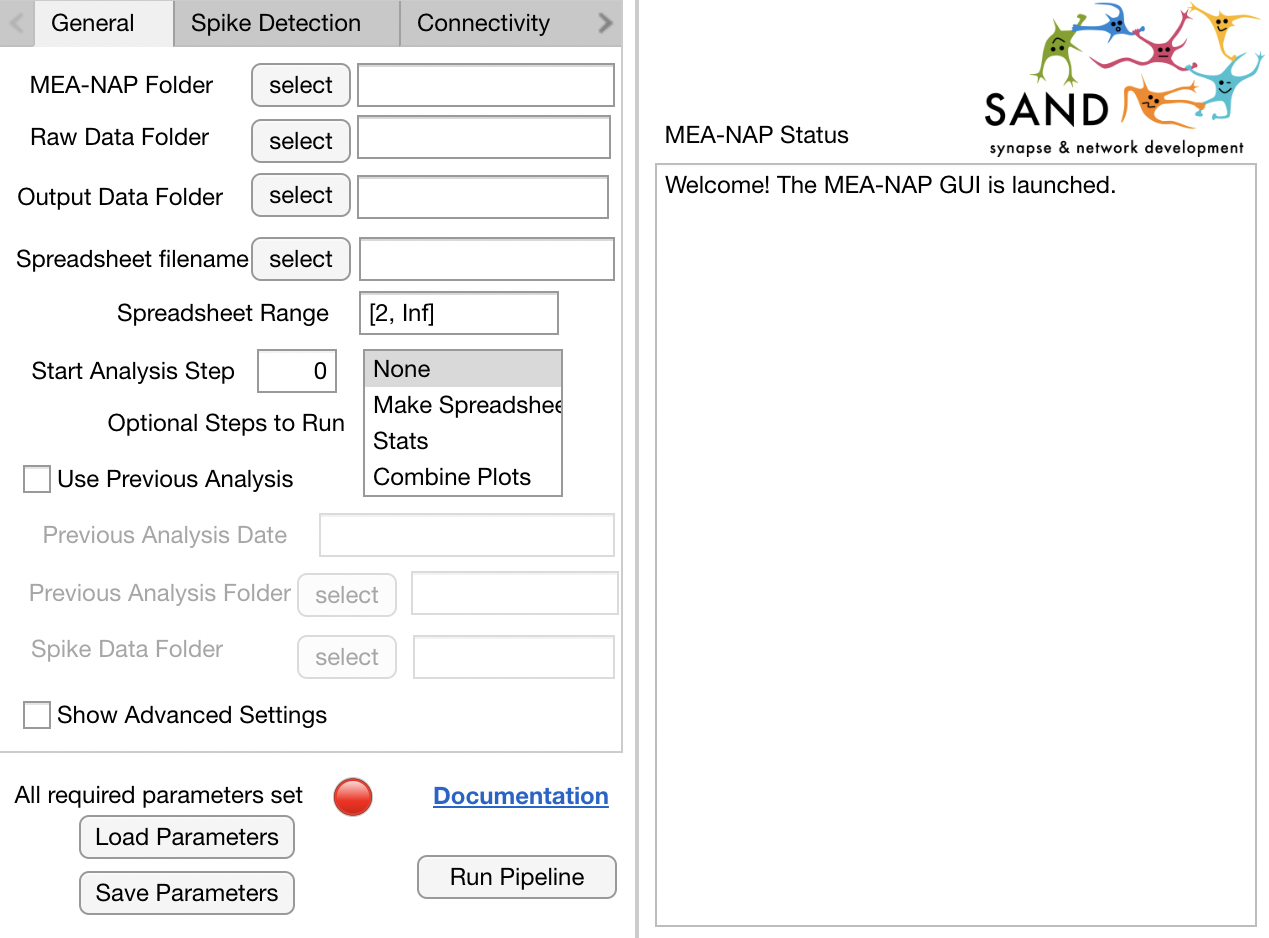 General
Spike Detection
Connectivity
MEA-NAP Folder
select
Raw Data Folder
select
Output Data Folder
select
Spreadsheet filename
select
Spreadsheet Range
[2, Inf]
Start Analysis Step
0
Optional Steps to Run
None
Make Spreadshee
Stats
Combine Plots
Use Previous Analysis
Previous Analysis Date
Previous Analysis Folder
select
Spike Data Folder
select
Show Advanced Settings
All required parameters set
Documentation
Load Parameters
Save Parameters
Run Pipeline
SAND
synapse & network development
MEA-NAP Status
Welcome! The MEA-NAP GUI is launched.